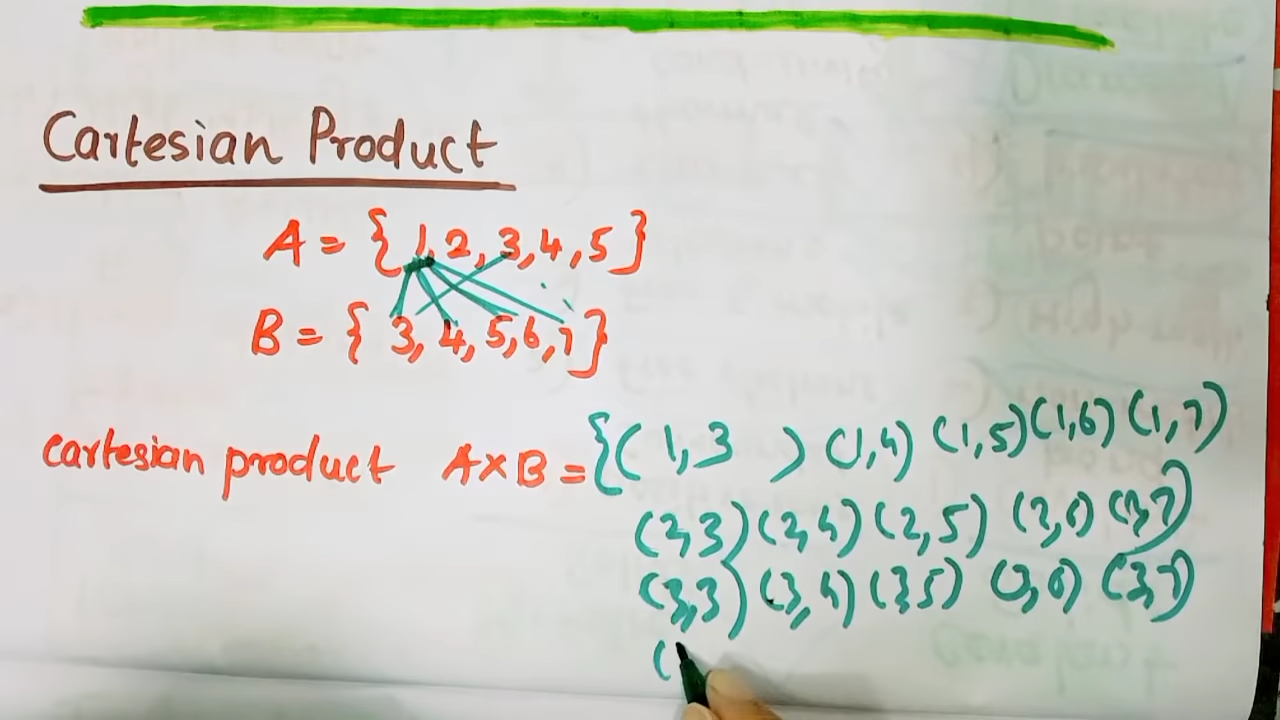 Cartesian Product
A = { 1, 2, 3, 4, 5 }
B = { 3, 4, 5, 6, 7 }
cartesian product A×B = {( 1, 3 ) (1, 4) (1, 5) (1, 6) (1, 7)
(2, 3) (2, 4) (2, 5) (2, 6) (2, 7)
(3, 3) (3, 4) (3, 5) (3, 6) (3, 7)
(